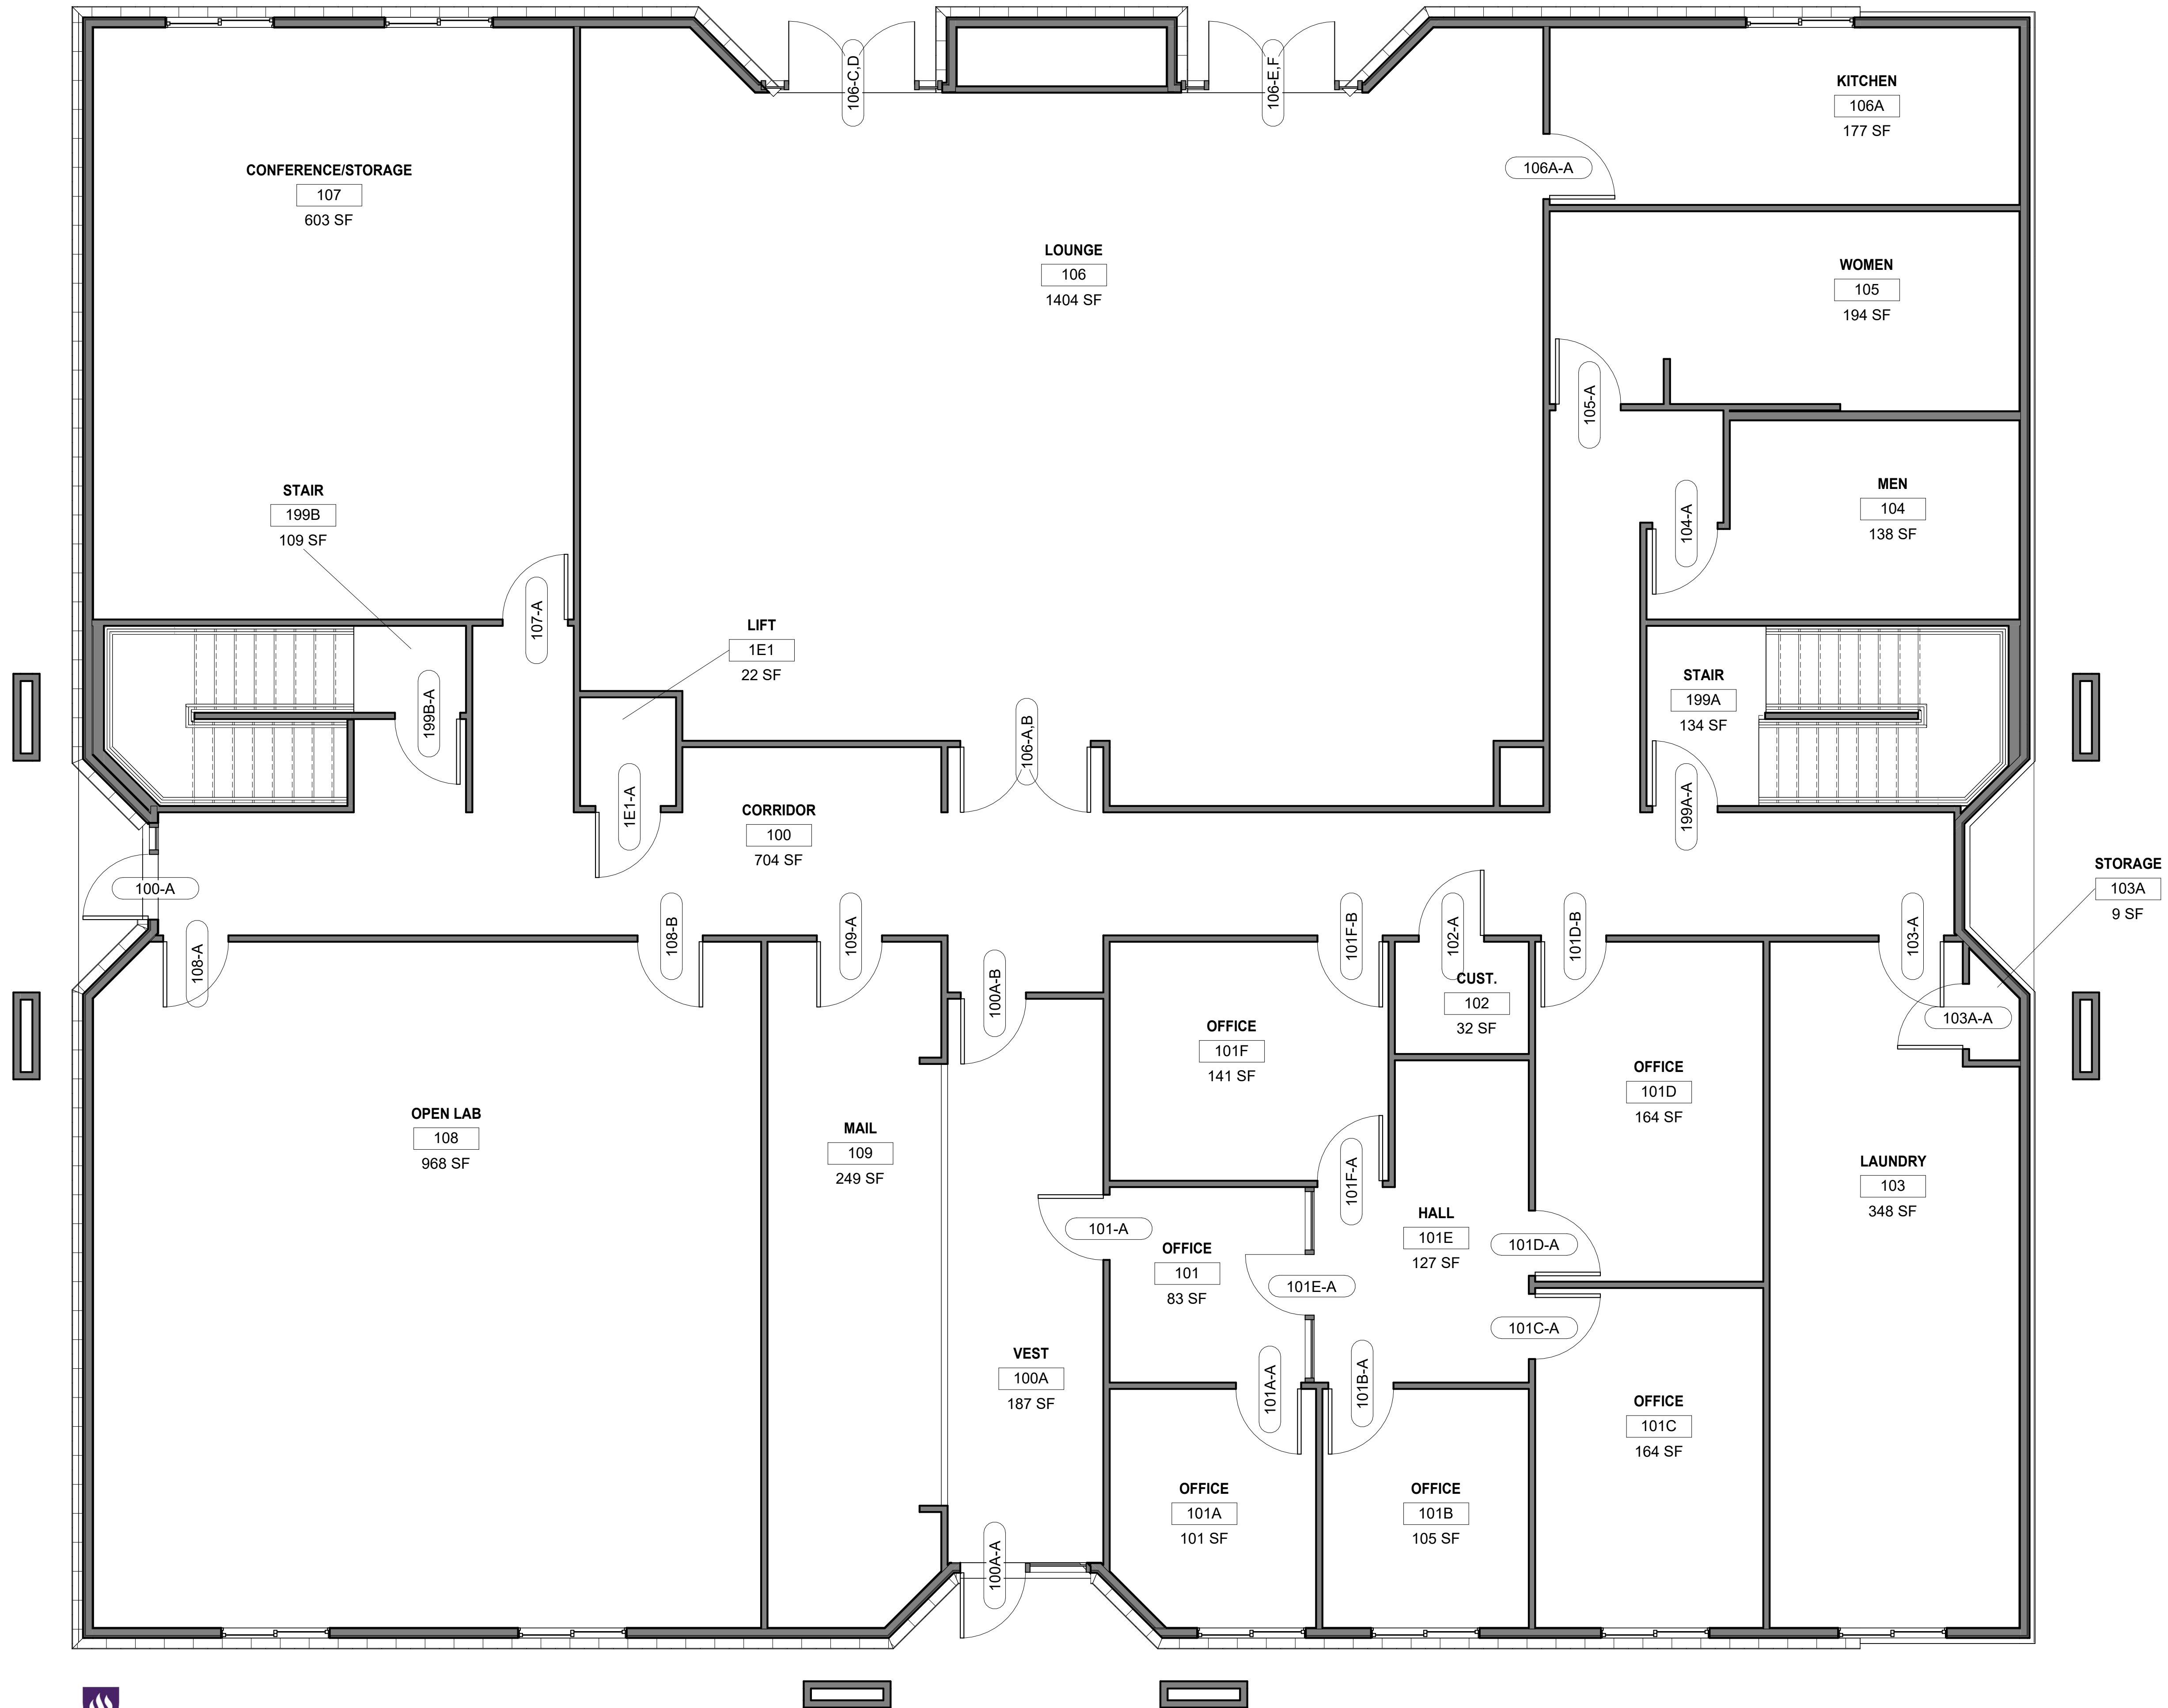 106-C,D
106-E,F
KITCHEN
106A
177 SF
106A-A
CONFERENCE/STORAGE
107
603 SF
LOUNGE
106
1404 SF
WOMEN
105
194 SF
105-A
STAIR
199B
109 SF
MEN
104
138 SF
104-A
107-A
LIFT
1E1
22 SF
199B-A
106-A,B
STAIR
199A
134 SF
1E1-A
199A-A
CORRIDOR
100
704 SF
100-A
STORAGE
103A
9 SF
108-A
108-B
109-A
100A-B
101F-B
102-A
101D-B
103-A
CUST.
102
32 SF
103A-A
OFFICE
101F
141 SF
OFFICE
101D
164 SF
OPEN LAB
108
968 SF
MAIL
109
249 SF
101F-A
LAUNDRY
103
348 SF
101-A
HALL
101E
127 SF
101D-A
OFFICE
101
83 SF
101E-A
101C-A
VEST
100A
187 SF
101A-A
101B-A
OFFICE
101C
164 SF
OFFICE
101A
101 SF
OFFICE
101B
105 SF
100A-A